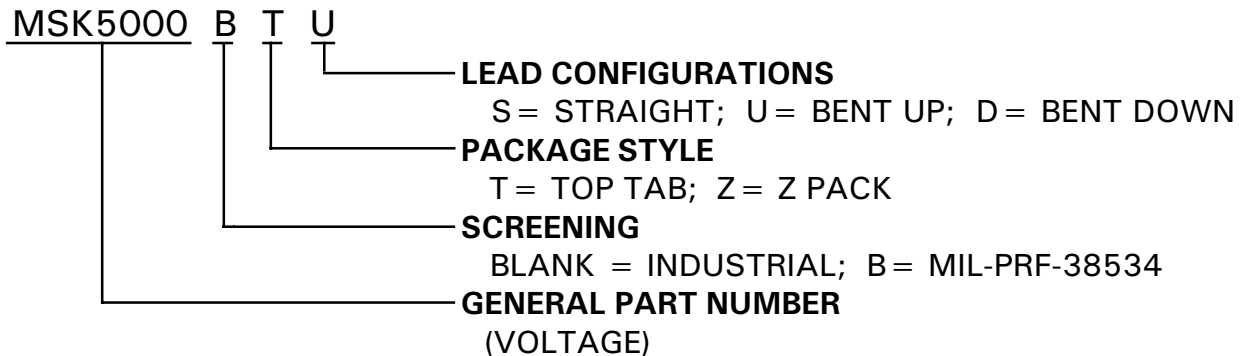 MSK5000 B T U
LEAD CONFIGURATIONS
S= STRAIGHT; U= BENT UP; D= BENT DOWN
PACKAGE STYLE
T= TOP TAB; Z= Z PACK
SCREENING
BLANK = INDUSTRIAL; B= MIL-PRF-38534
GENERAL PART NUMBER
(VOLTAGE)